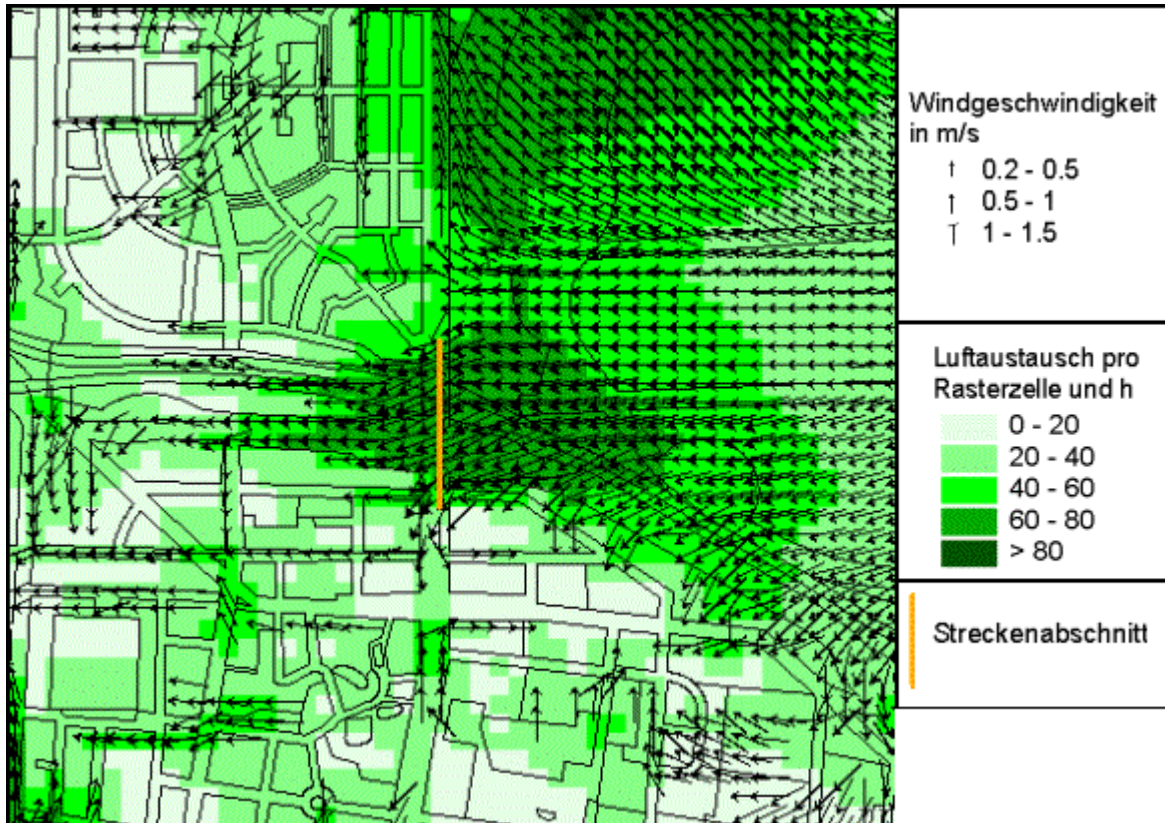 Windgeschwindigkeit
in m/s
0.2 - 0.5
0.5 - 1
1 - 1.5
Luftaustausch pro
Rasterzelle und h
0 - 20
20 - 40
40 - 60
60 - 80
> 80
Streckenabschnitt